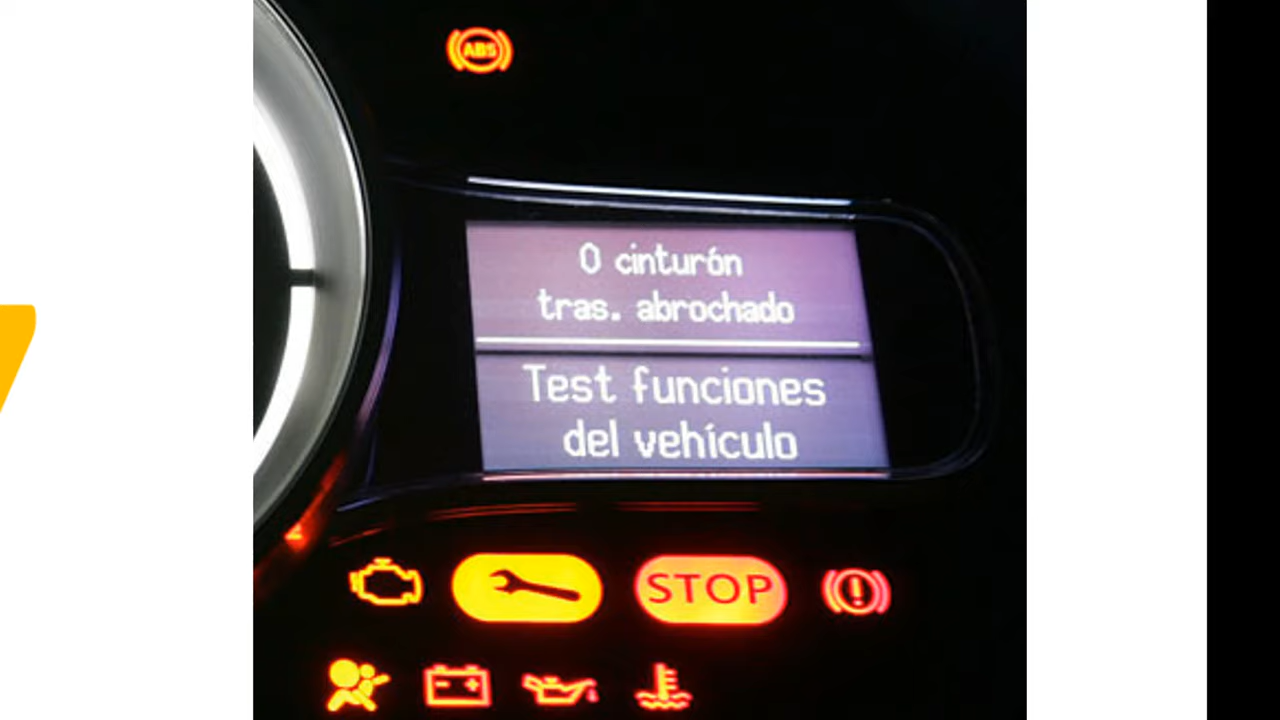 ABS
0 cinturón
tras. abrochado
Test funciones
del vehículo
STOP